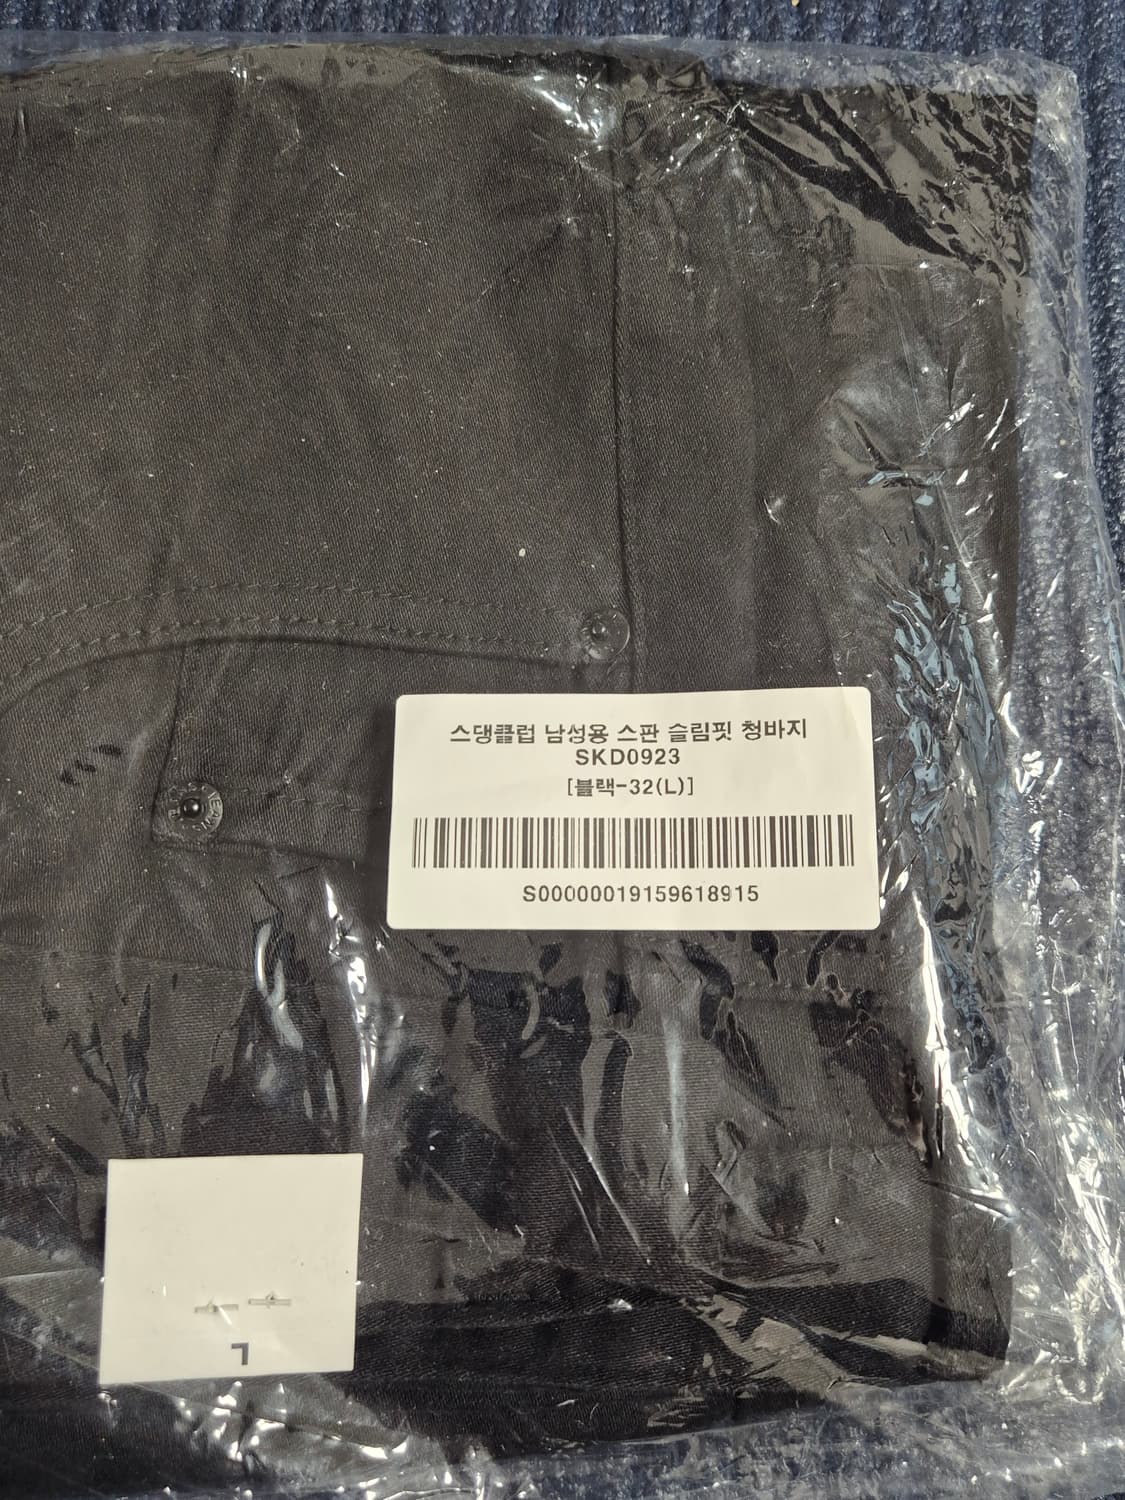 스댕클럽 남성용 스판 슬림핏 청바지
SKD0923
[블랙-32(L)]
S00000019159618915
L